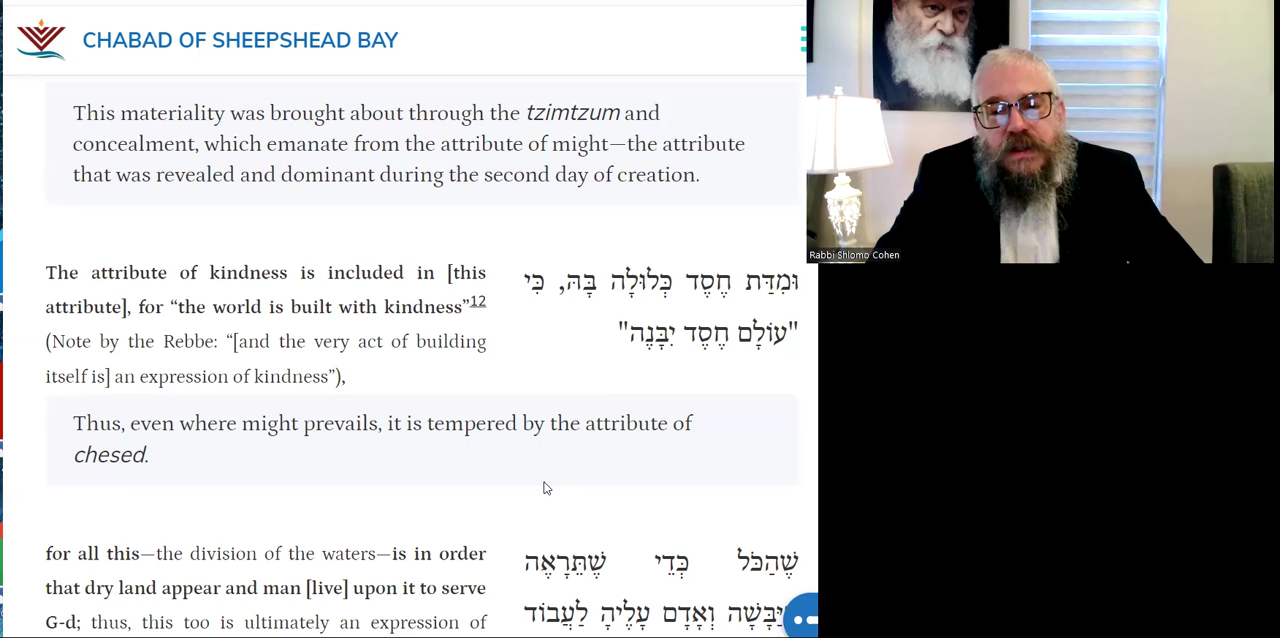 CHABAD OF SHEEPSHEAD BAY
This materiality was brought about through the tzimtzum and
concealment, which emanate from the attribute of might—the attribute
that was revealed and dominant during the second day of creation.
The attribute of kindness is included in [this
attribute], for “the world is built with kindness”12
(Note by the Rebbe: “[and the very act of building
itself is] an expression of kindness”),
וּמִדַּת חֶסֶד כְּלוּלָה בָּהּ, כִּי
"עוֹלָם חֶסֶד יִבָּנֶה"
Thus, even where might prevails, it is tempered by the attribute of
chesed.
for all this—the division of the waters—is in order
that dry land appear and man [live] upon it to serve
G-d; thus, this too is ultimately an expression of
שֶׁהַכֹּל כְּדֵי שֶׁתֵּרָאֶה
וְאָדָם עָלֶיהָ לַעֲבוֹד
Rabbi Shlomo Cohen